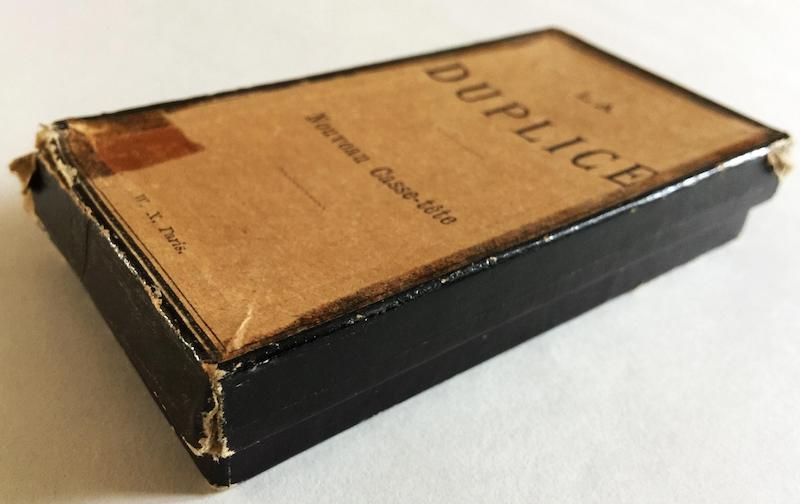 LA
DUPLICE
Nouveau Casse-tête
W. X. Paris.